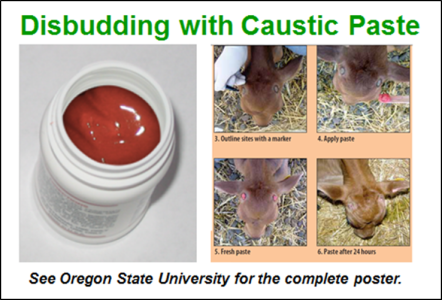 Disbudding with Caustic Paste
3. Outline sites with a marker
4. Apply paste
5. Fresh paste
6. Paste after 24 hours
See Oregon State University for the complete poster.